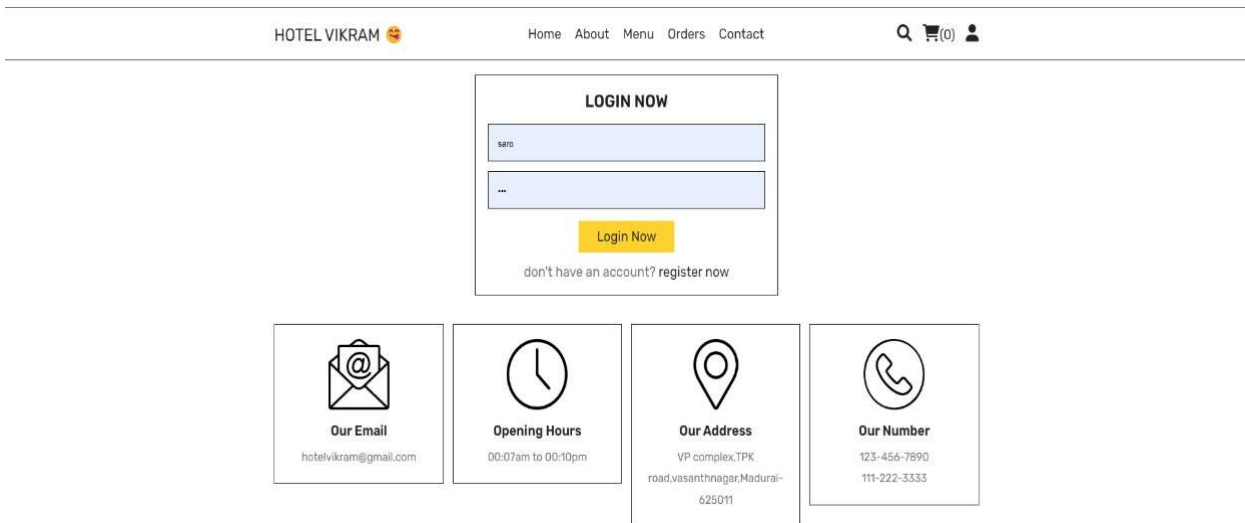 HOTEL VIKRAM 😋
Home About Menu Orders Contact
(0)
LOGIN NOW
saro
•••
Login Now
don't have an account? register now
@
Our Email
hotelvikram@gmail.com
Opening Hours
00:07am to 00:10pm
Our Address
VP complex,TPK
road,vasanthnagar,Madurai-
625011
Our Number
123-456-7890
111-222-3333